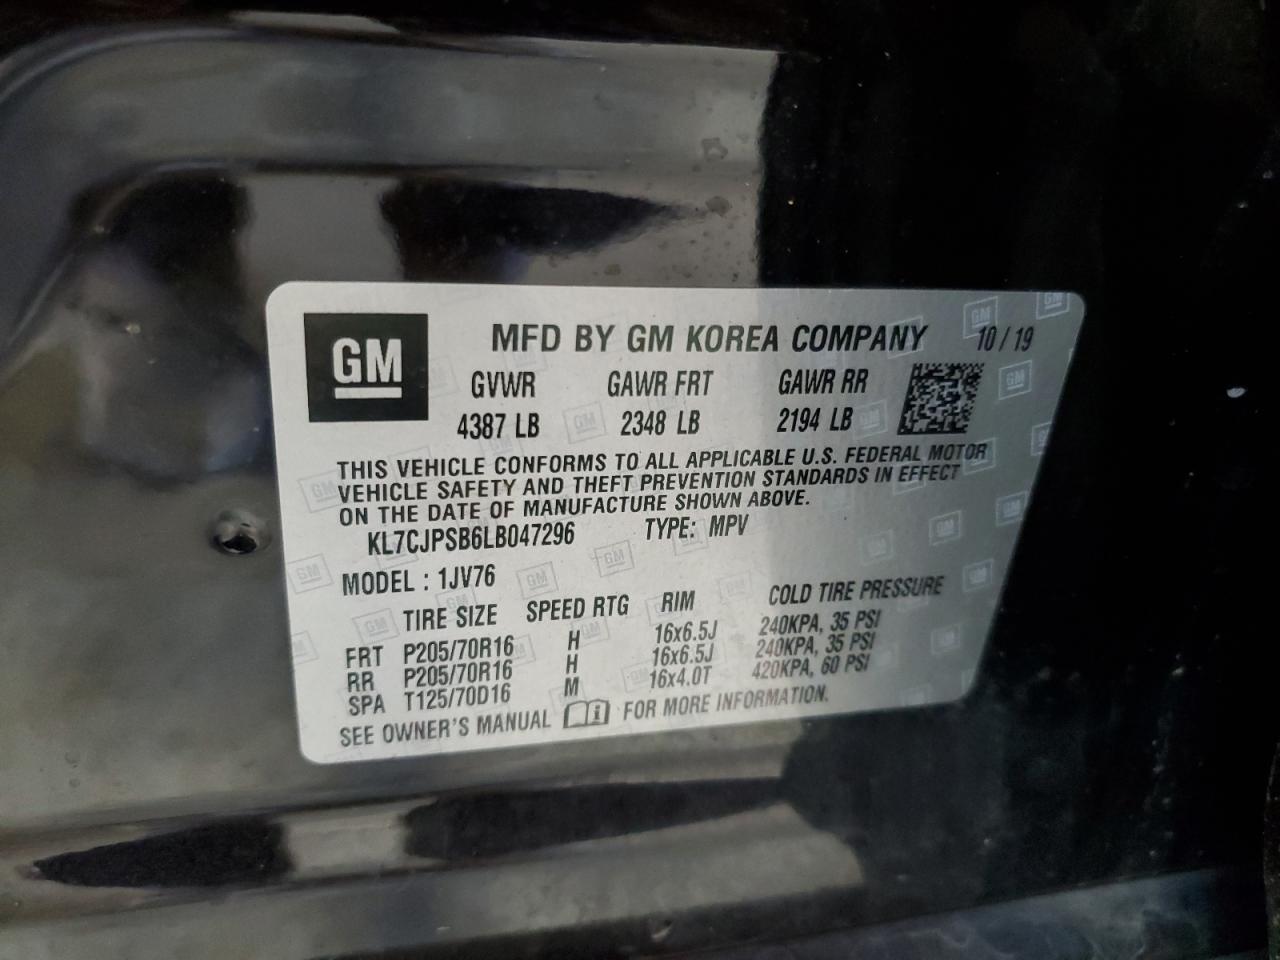 GM
MFD BY GM KOREA COMPANY 10 / 19
GVWR GAWR FRT GAWR RR
4387 LB 2348 LB 2194 LB
THIS VEHICLE CONFORMS TO ALL APPLICABLE U.S. FEDERAL MOTOR
VEHICLE SAFETY AND THEFT PREVENTION STANDARDS IN EFFECT
ON THE DATE OF MANUFACTURE SHOWN ABOVE.
KL7CJPSB6LB047296 TYPE: MPV
MODEL : 1JV76
TIRE SIZE SPEED RTG RIM COLD TIRE PRESSURE
FRT P205/70R16 H 16x6.5J 240KPA, 35 PSI
RR P205/70R16 H 16x6.5J 240KPA, 35 PSI
SPA T125/70D16 M 16x4.0T 420KPA, 60 PSI
SEE OWNER'S MANUAL FOR MORE INFORMATION.